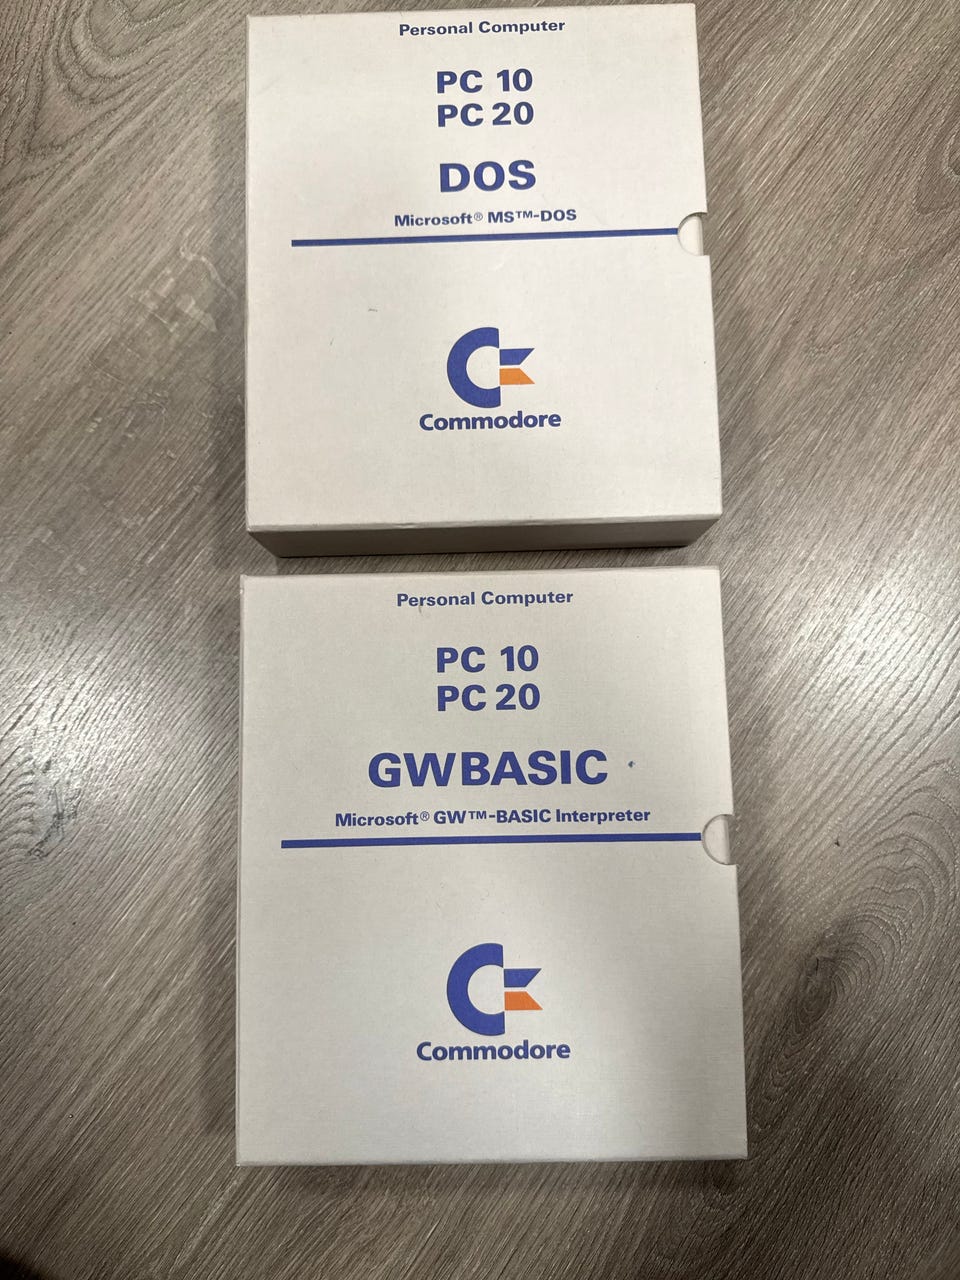 Personal Computer
PC 10
PC 20
DOS
Microsoft® MS™-DOS
Commodore
Personal Computer
PC 10
PC 20
GWBASIC
Microsoft® GW™-BASIC Interpreter
Commodore